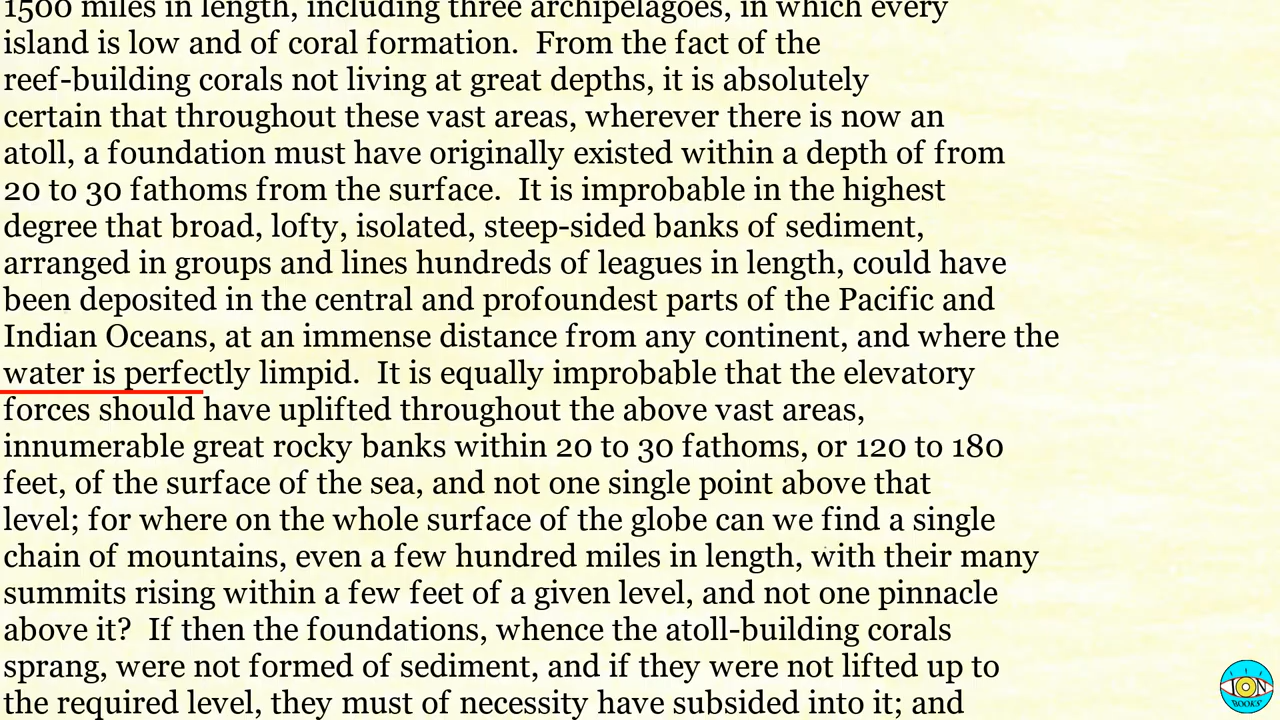 1500 miles in length, including three archipelagoes, in which every
island is low and of coral formation.  From the fact of the
reef-building corals not living at great depths, it is absolutely
certain that throughout these vast areas, wherever there is now an
atoll, a foundation must have originally existed within a depth of from
20 to 30 fathoms from the surface.  It is improbable in the highest
degree that broad, lofty, isolated, steep-sided banks of sediment,
arranged in groups and lines hundreds of leagues in length, could have
been deposited in the central and profoundest parts of the Pacific and
Indian Oceans, at an immense distance from any continent, and where the
water is perfectly limpid.  It is equally improbable that the elevatory
forces should have uplifted throughout the above vast areas,
innumerable great rocky banks within 20 to 30 fathoms, or 120 to 180
feet, of the surface of the sea, and not one single point above that
level; for where on the whole surface of the globe can we find a single
chain of mountains, even a few hundred miles in length, with their many
summits rising within a few feet of a given level, and not one pinnacle
above it?  If then the foundations, whence the atoll-building corals
sprang, were not formed of sediment, and if they were not lifted up to
the required level, they must of necessity have subsided into it; and
ION
BOOKS